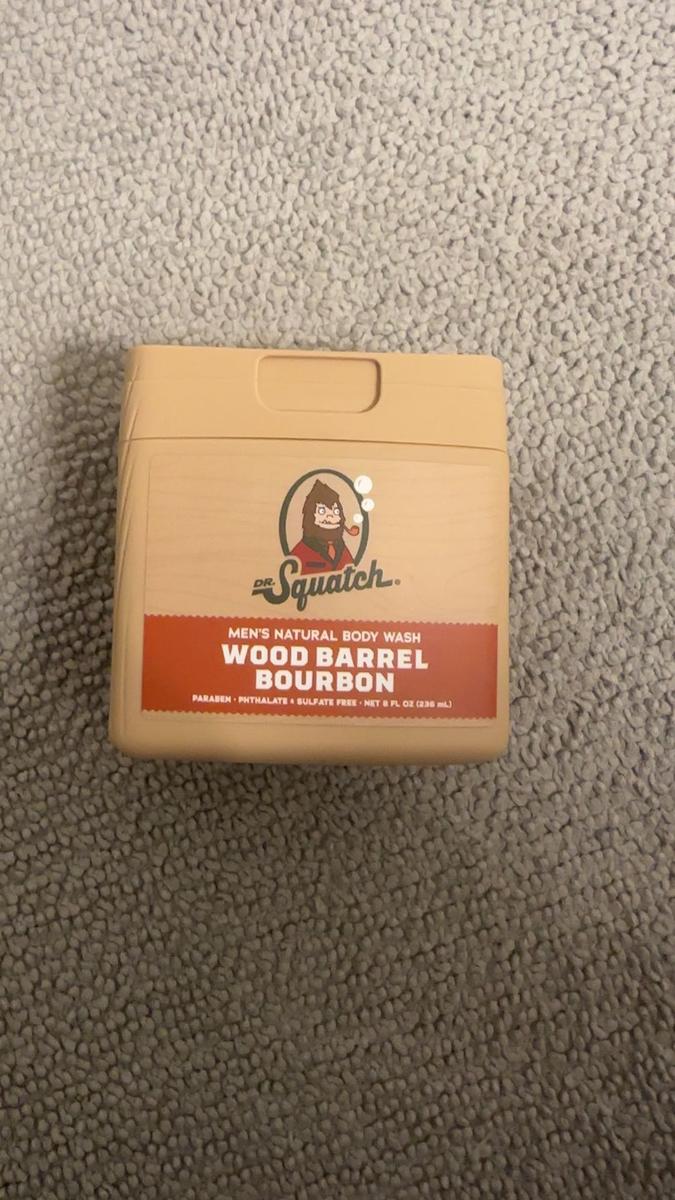 DR. Squatch®
MEN'S NATURAL BODY WASH
WOOD BARREL
BOURBON
PARABEN · PHTHALATE & SULFATE FREE · NET 8 FL OZ (236 mL)